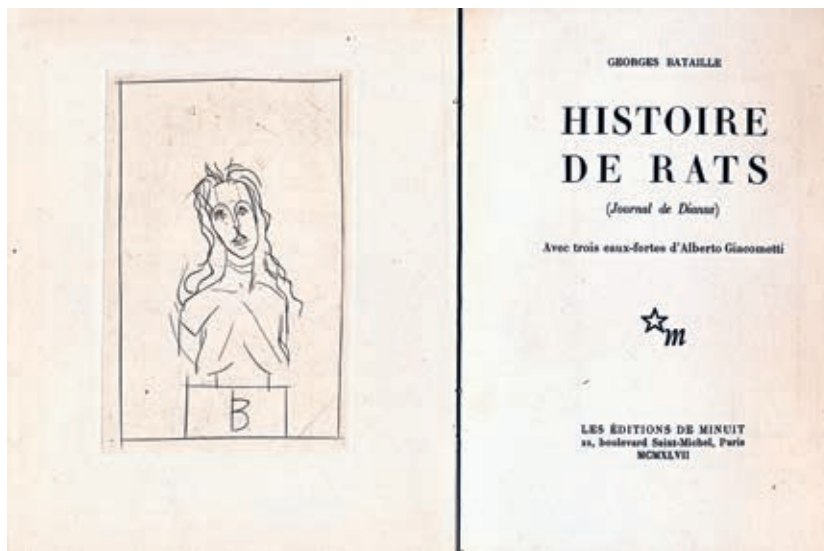 B
GEORGES BATAILLE
HISTOIRE
DE RATS
(Journal de Dianus)
Avec trois eaux-fortes d'Alberto Giacometti
m
LES ÉDITIONS DE MINUIT
22, boulevard Saint-Michel, Paris
MCMXLVII